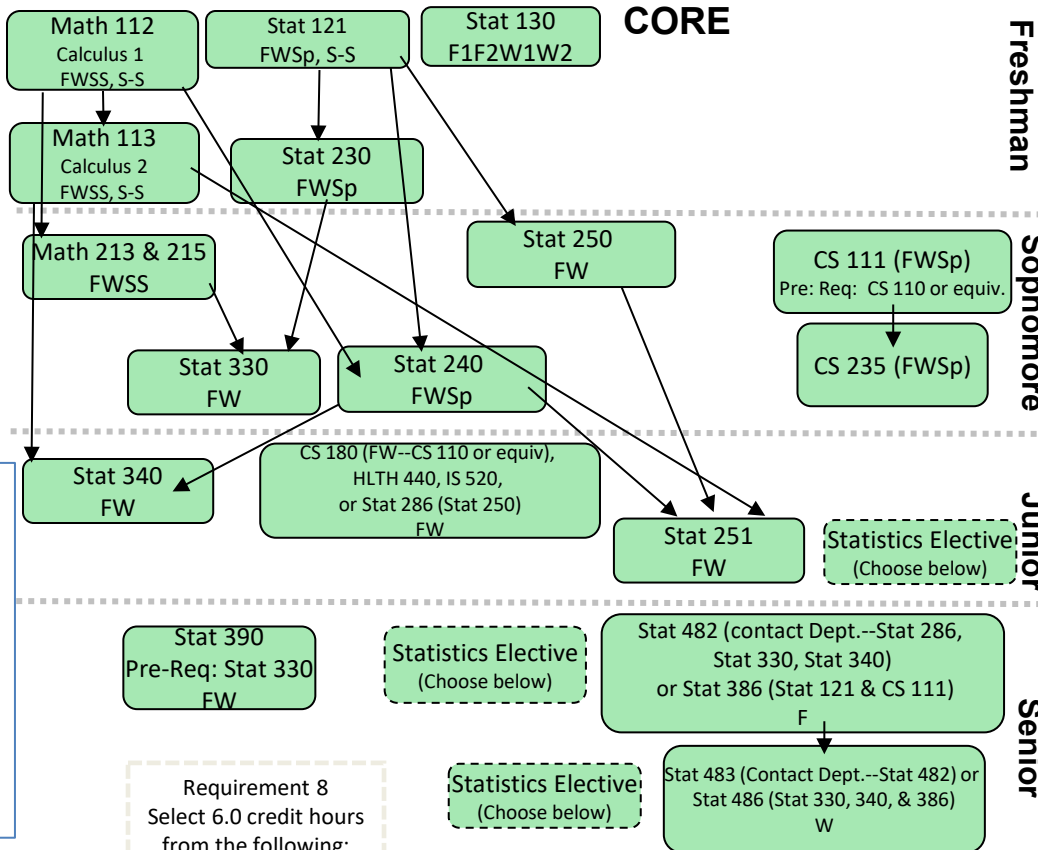 CORE
Freshman
Math 112
Calculus 1
FWSS, S-S
Stat 121
FWSp, S-S
Stat 130
F1F2W1W2
Math 113
Calculus 2
FWSS, S-S
Stat 230
FWSp
Sophomore
Math 213 & 215
FWSS
Stat 250
FW
CS 111 (FWSp)
Pre: Req: CS 110 or equiv.
Stat 330
FW
Stat 240
FWSp
CS 235 (FWSp)
Junior
Stat 340
FW
CS 180 (FW--CS 110 or equiv),
HLTH 440, IS 520,
or Stat 286 (Stat 250)
FW
Stat 251
FW
Statistics Elective
(Choose below)
Senior
Stat 390
Pre-Req: Stat 330
FW
Statistics Elective
(Choose below)
Stat 482 (contact Dept.--Stat 286,
Stat 330, Stat 340)
or Stat 386 (Stat 121 & CS 111)
F
Requirement 8
Select 6.0 credit hours
from the following:
Statistics Elective
(Choose below)
Stat 483 (Contact Dept.--Stat 482) or
Stat 486 (Stat 330, 340, & 386)
W